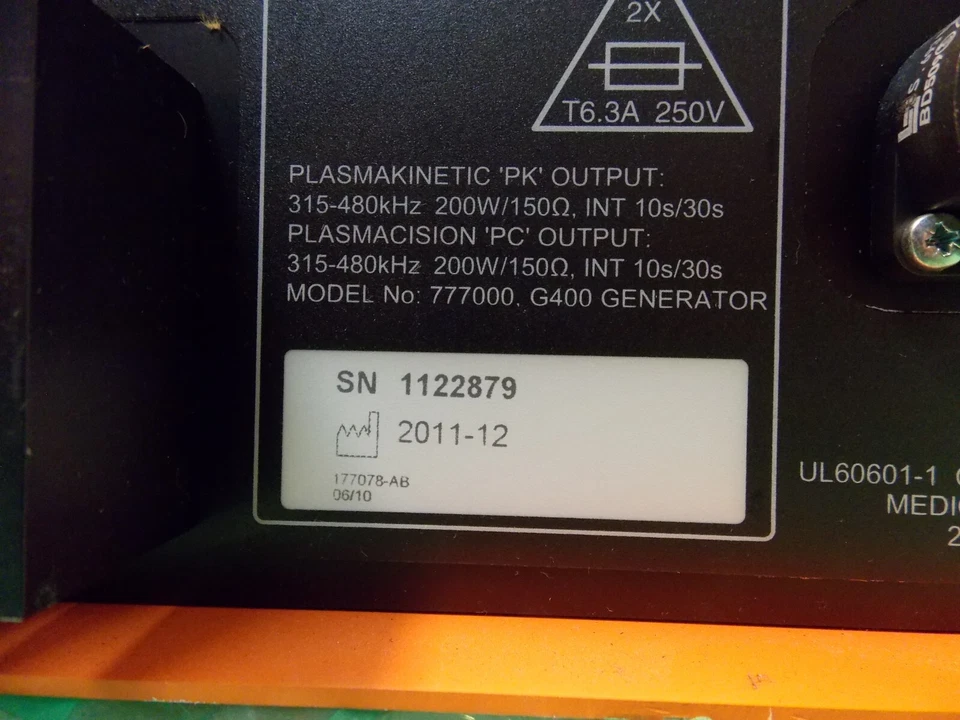 2X
T6.3A 250V
PLASMAKINETIC 'PK' OUTPUT:
315-480kHz 200W/150Ω, INT 10s/30s
PLASMACISION 'PC' OUTPUT:
315-480kHz 200W/150Ω, INT 10s/30s
MODEL No: 777000, G400 GENERATOR
SN 1122879
2011-12
177078-AB
06/10
UL60601-1